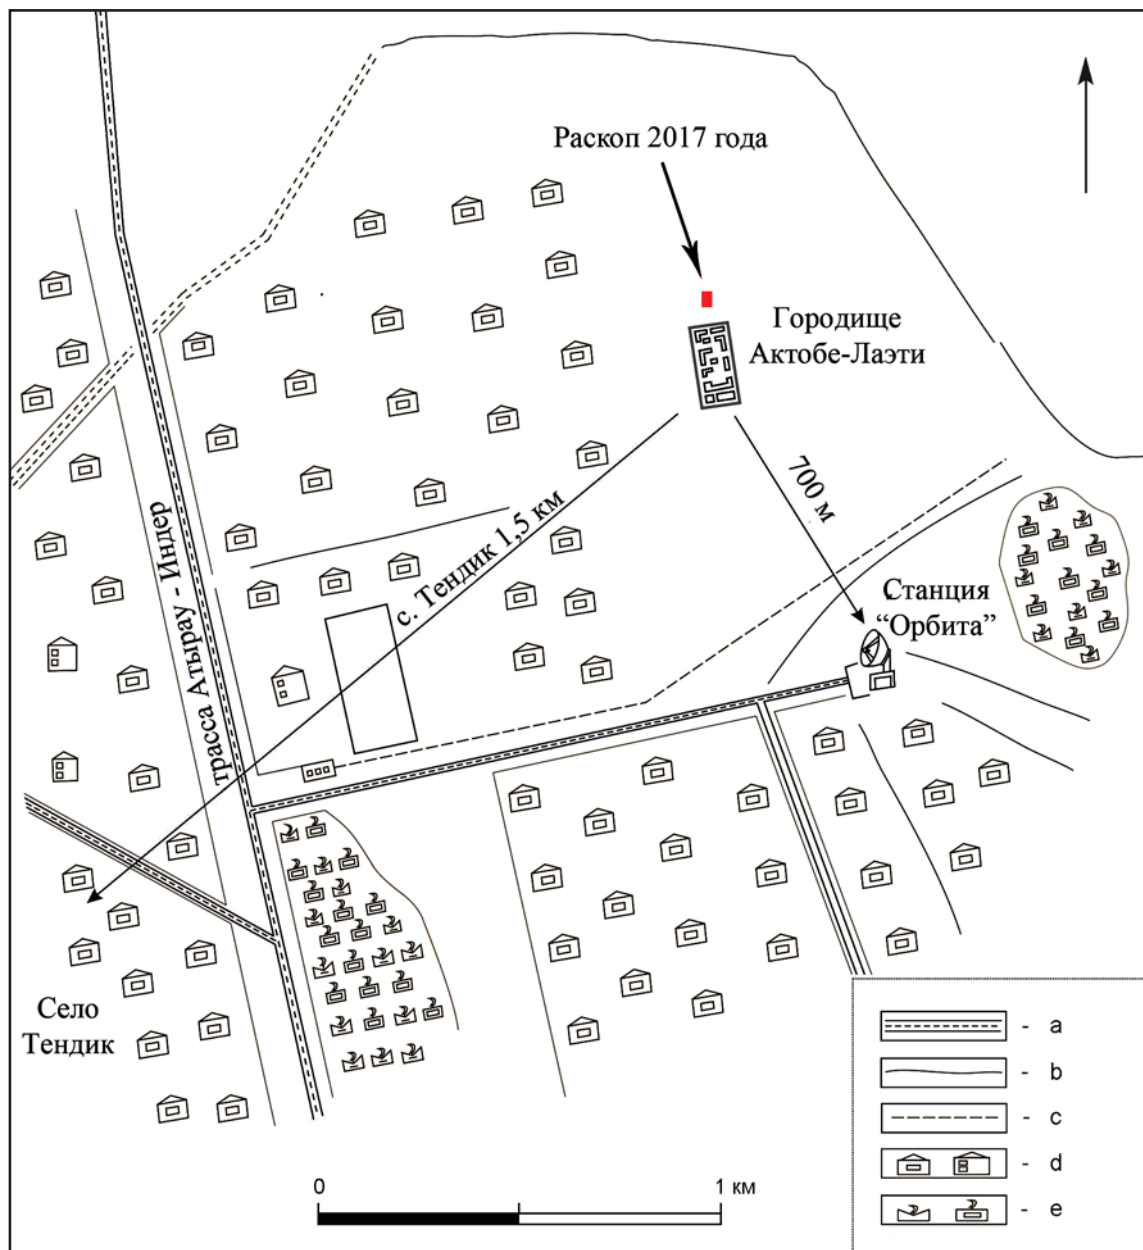 Раскоп 2017 года
Городище
Актобе-Лаэти
700 м
с. Тендик 1,5 км
трасса Атырау - Индер
Станция
“Орбита”
Село
Тендик
0
1 км
- a
- b
- c
- d
- e